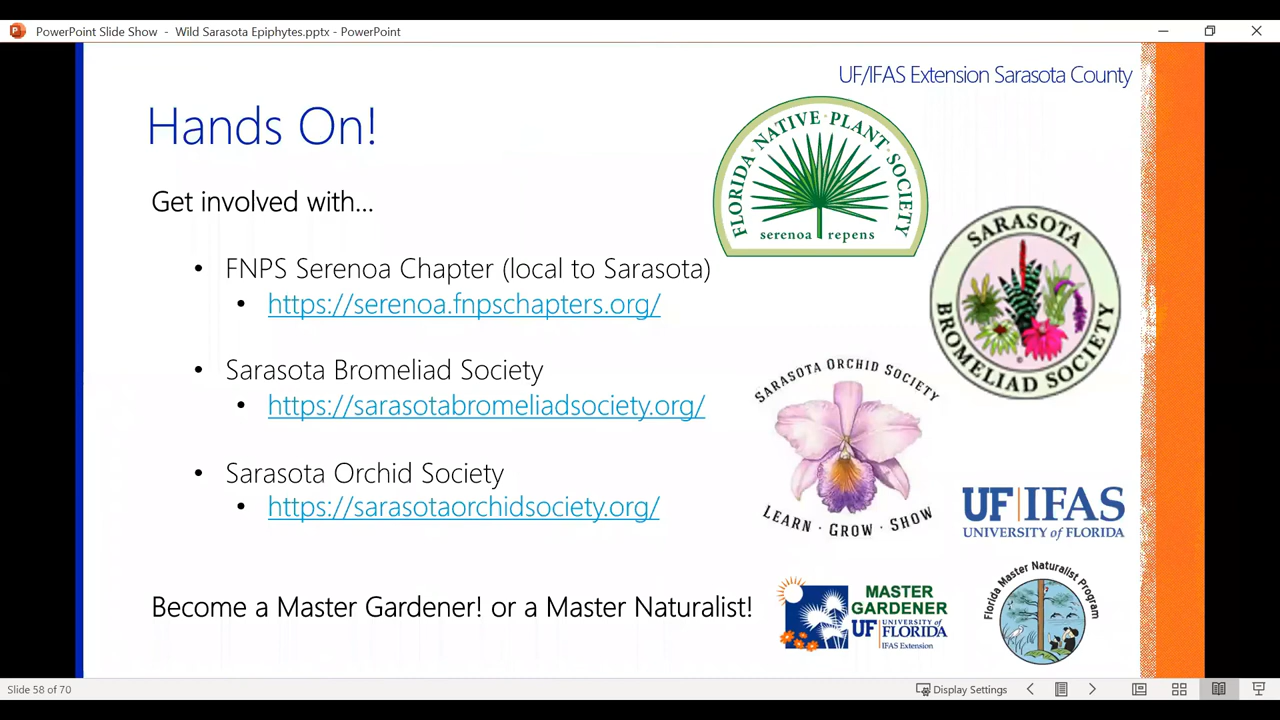 PowerPoint Slide Show - Wild Sarasota Epiphytes.pptx - PowerPoint
UF/IFAS Extension Sarasota County
Hands On!
FLORIDA · NATIVE · PLANT · SOCIETY
serenoa repens
Get involved with...
SARASOTA
BROMELIAD SOCIETY
• FNPS Serenoa Chapter (local to Sarasota)
• https://serenoa.fnpschapters.org/
• Sarasota Bromeliad Society
• https://sarasotabromeliadsociety.org/
SARASOTA ORCHID SOCIETY
LEARN · GROW · SHOW
• Sarasota Orchid Society
• https://sarasotaorchidsociety.org/
UF|IFAS
UNIVERSITY of FLORIDA
Become a Master Gardener! or a Master Naturalist!
MASTER
GARDENER
UF UNIVERSITY of
FLORIDA
IFAS Extension
Florida Master Naturalist Program
Slide 58 of 70
Display Settings